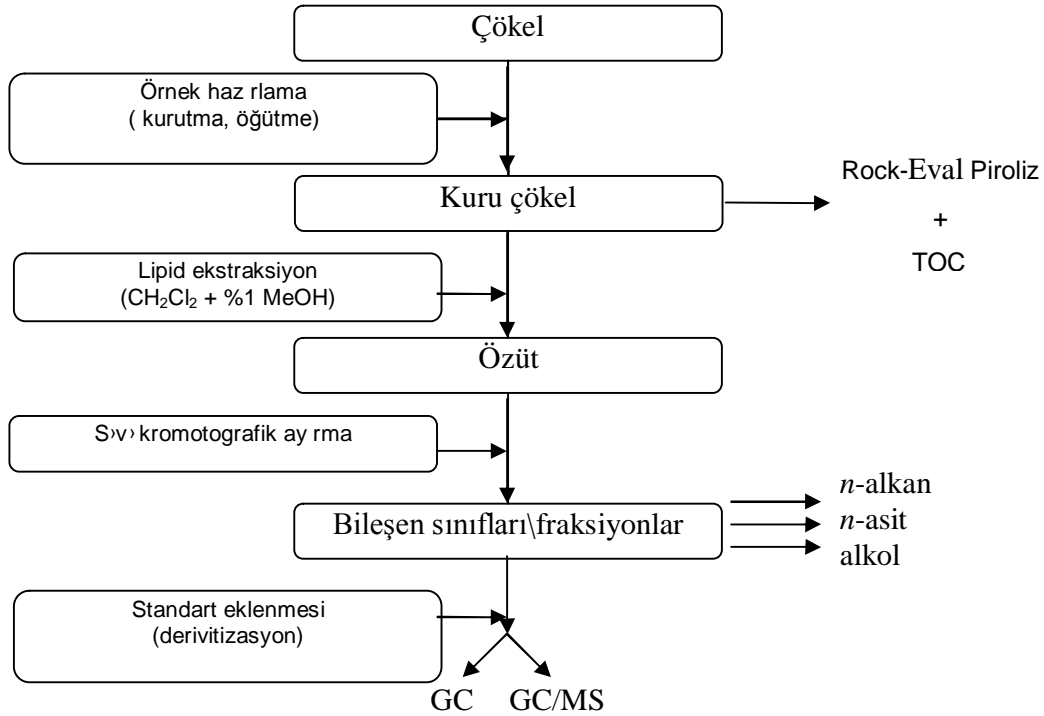 Çökel
Örnek haz rlama
( kurutma, öğütme)
Kuru çökel
Rock-Eval Piroliz
+
TOC
Lipid ekstraksiyon
(CH₂Cl₂ + %1 MeOH)
Özüt
S›v› kromotografik ay rma
Bileşen sınıfları\fraksiyonlar
n-alkan
n-asit
alkol
Standart eklenmesi
(derivitizasyon)
GC GC/MS